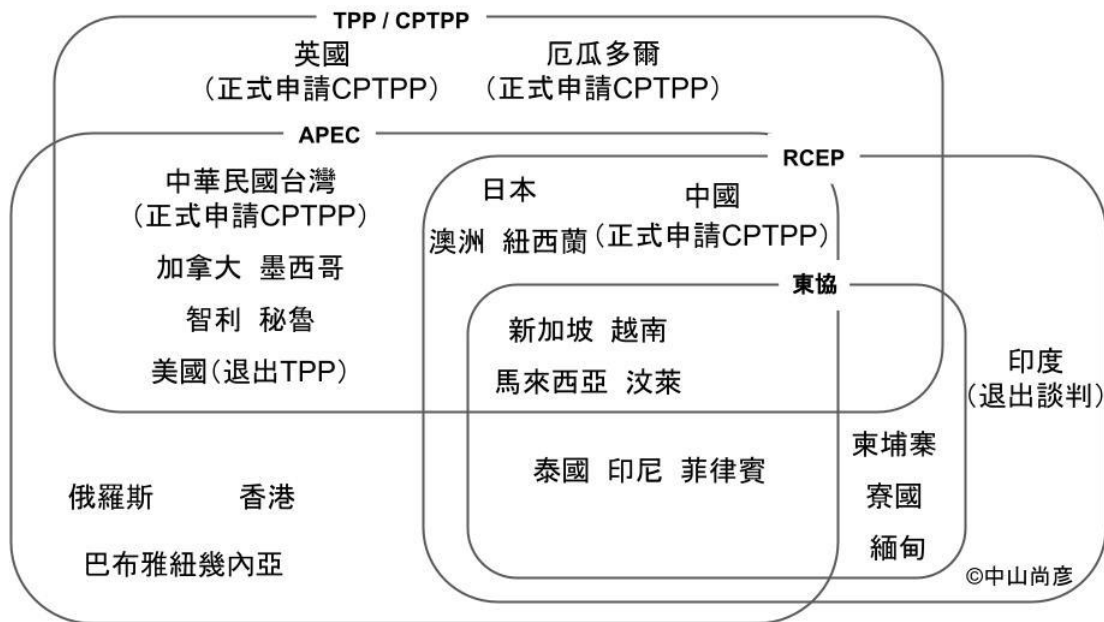 TPP / CPTPP
英國
(正式申請CPTPP)
厄瓜多爾
(正式申請CPTPP)
APEC
RCEP
中華民國台灣
(正式申請CPTPP)
加拿大 墨西哥
智利 秘魯
美國(退出TPP)
日本
中國
(正式申請CPTPP)
澳洲 紐西蘭
東協
新加坡 越南
馬來西亞 汶萊
印度
(退出談判)
泰國 印尼 菲律賓
柬埔寨
寮國
緬甸
俄羅斯 香港
巴布雅紐幾內亞
©中山尚彦